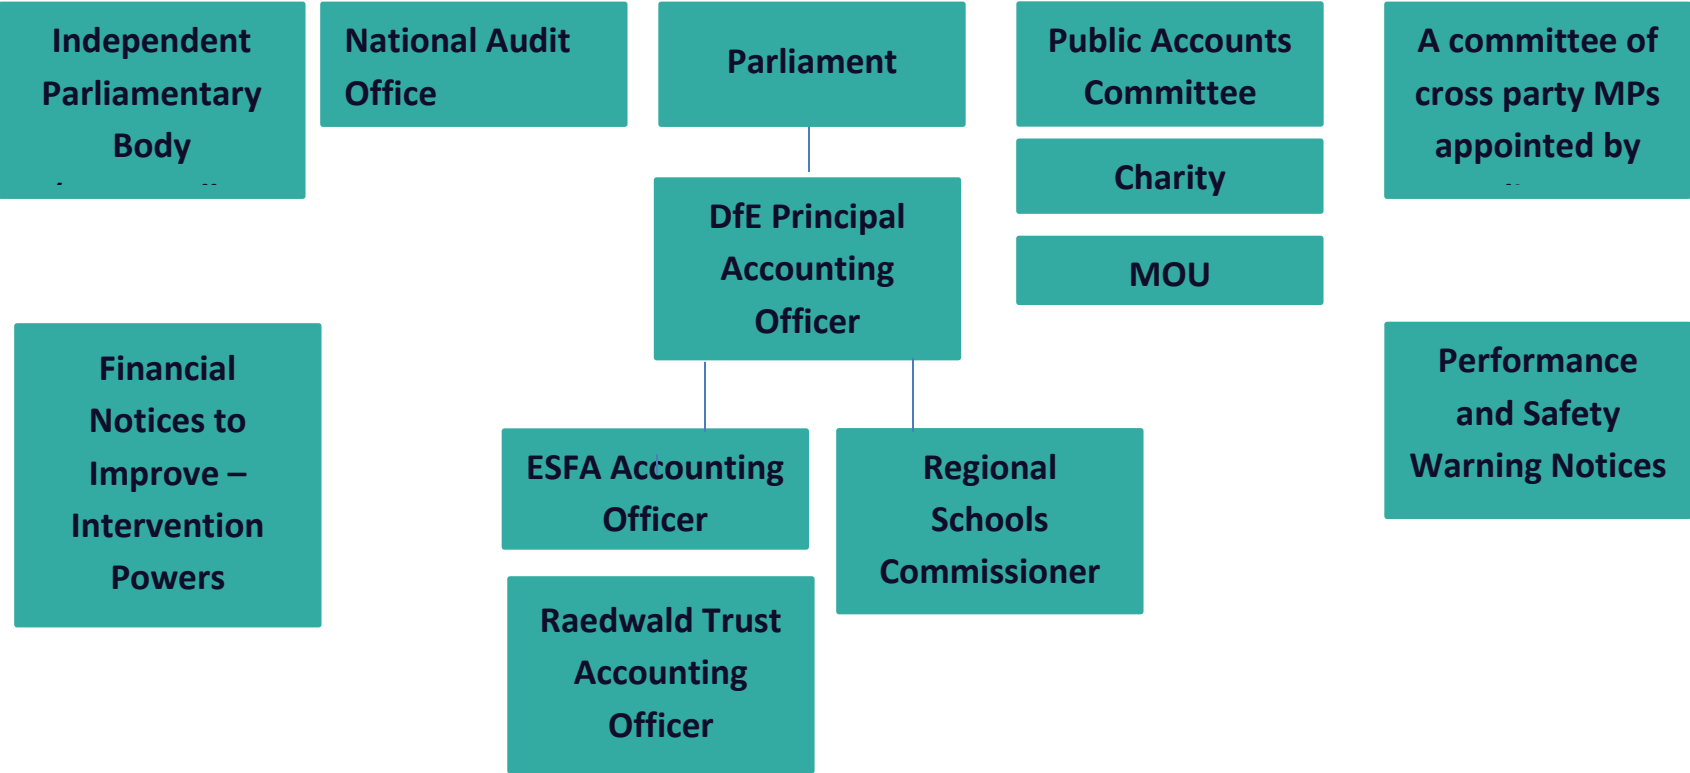 Independent
Parliamentary
Body
National Audit
Office
Parliament
Public Accounts
Committee
A committee of
cross party MPs
appointed by
Charity
MOU
DfE Principal
Accounting
Officer
Financial
Notices to
Improve –
Intervention
Powers
Performance
and Safety
Warning Notices
ESFA Accounting
Officer
Regional
Schools
Commissioner
Raedwald Trust
Accounting
Officer